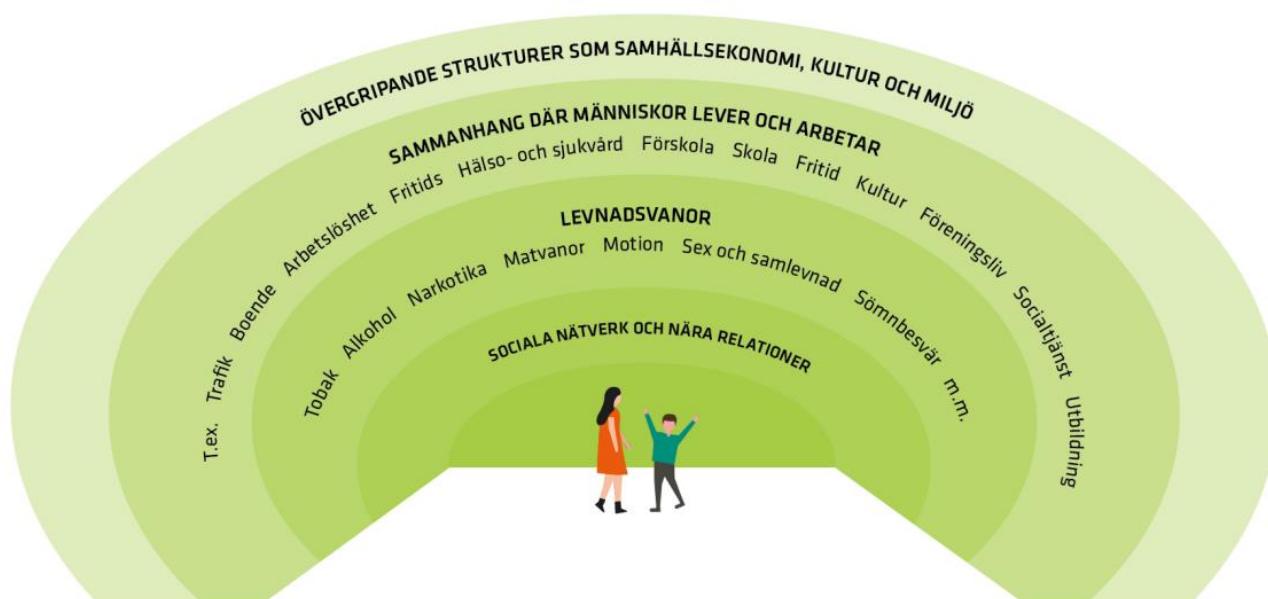 ÖVERGRIPANDE STRUKTURER SOM SAMHÄLLSEKONOMI, KULTUR OCH MILJÖ
SAMMANHANG DÄR MÄNNISKOR LEVER OCH ARBETAR
T.ex. Trafik Boende Arbetslöshet Fritids Hälso- och sjukvård Förskola Skola Fritid Kultur Föreningsliv Socialtjänst Utbildning
LEVNADSVANOR
Tobak Alkohol Narkotika Matvanor Motion Sex och samlevnad Sömnbesvär m.m.
SOCIALA NÄTVERK OCH NÄRA RELATIONER